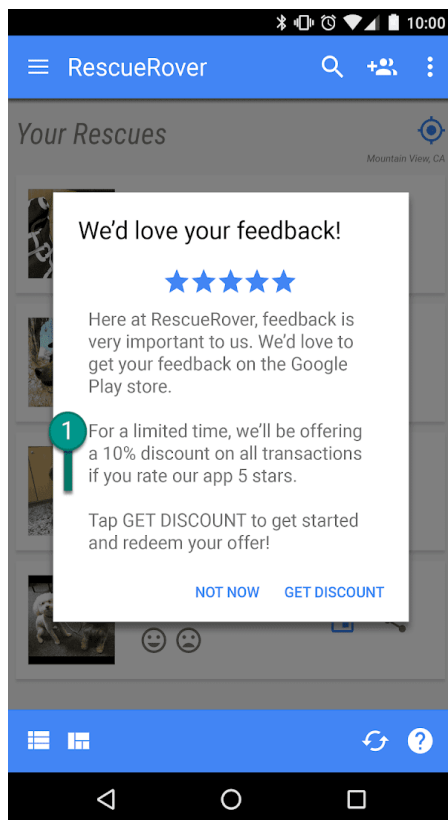 10:00
RescueRover
Your Rescues
Mountain View, CA
We’d love your feedback!
Here at RescueRover, feedback is
very important to us. We’d love to
get your feedback on the Google
Play store.
1
For a limited time, we’ll be offering
a 10% discount on all transactions
if you rate our app 5 stars.
Tap GET DISCOUNT to get started
and redeem your offer!
NOT NOW GET DISCOUNT